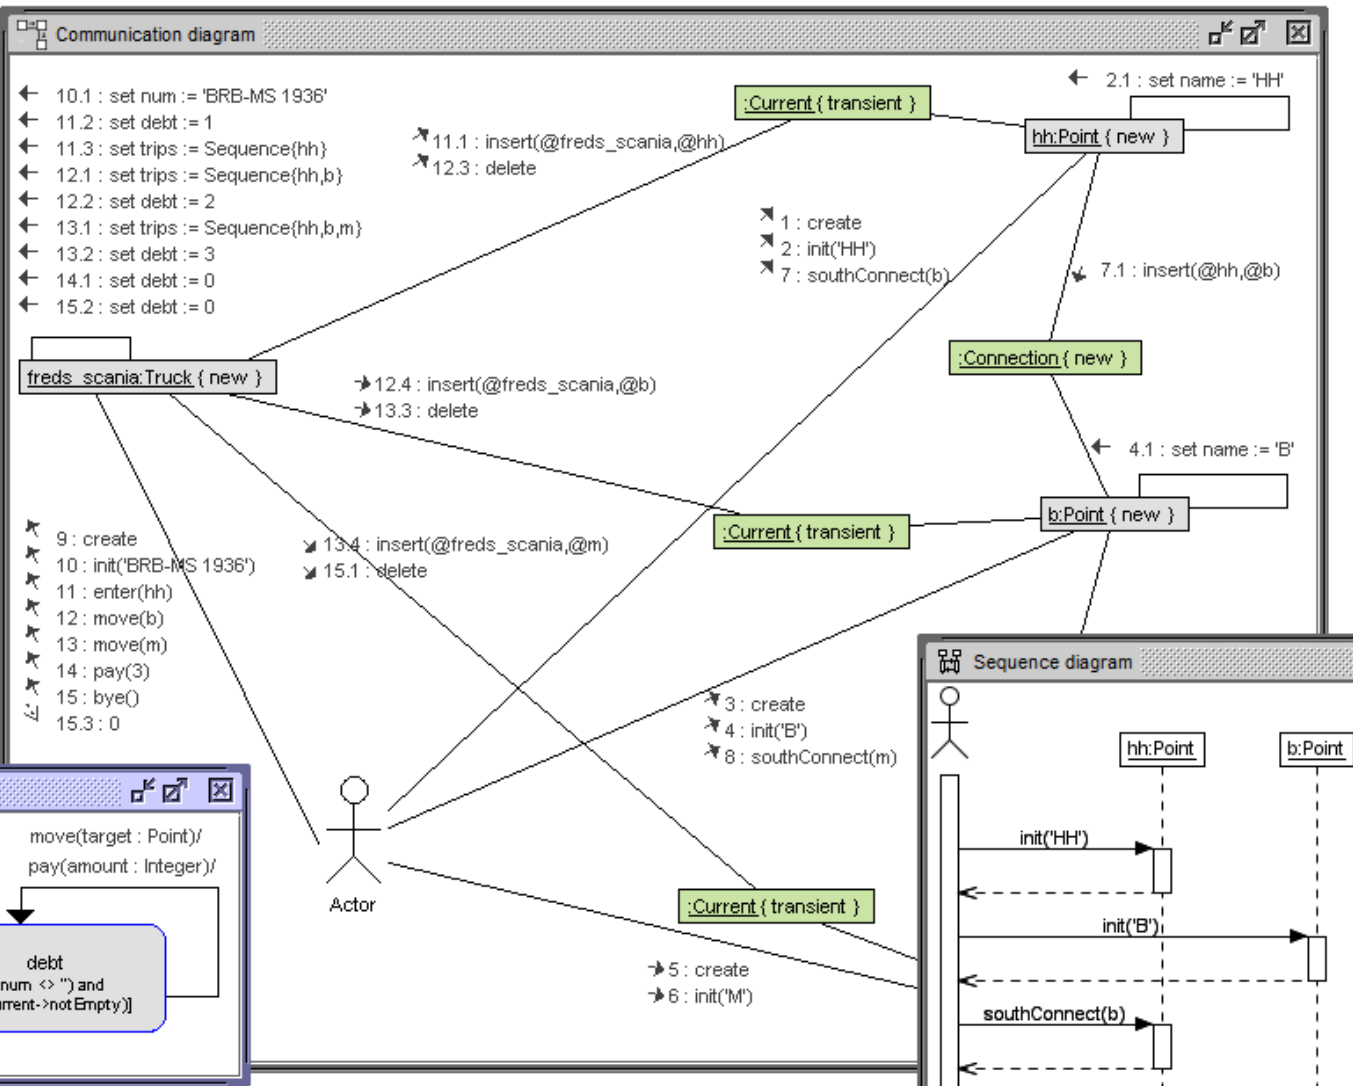 Communication diagram
10.1 : set num := 'BRB-MS 1936'
11.2 : set debt := 1
11.3 : set trips := Sequence{hh}
12.1 : set trips := Sequence{hh,b}
12.2 : set debt := 2
13.1 : set trips := Sequence{hh,b,m}
13.2 : set debt := 3
14.1 : set debt := 0
15.2 : set debt := 0
:Current { transient }
2.1 : set name := 'HH'
hh:Point { new }
11.1 : insert(@freds_scania,@hh)
12.3 : delete
1 : create
2 : init('HH')
7 : southConnect(b)
7.1 : insert(@hh,@b)
:Connection { new }
freds_scania:Truck { new }
12.4 : insert(@freds_scania,@b)
13.3 : delete
4.1 : set name := 'B'
b:Point { new }
:Current { transient }
9 : create
10 : init('BRB-MS 1936')
11 : enter(hh)
12 : move(b)
13 : move(m)
14 : pay(3)
15 : bye()
15.3 : 0
13.4 : insert(@freds_scania,@m)
15.1 : delete
3 : create
4 : init('B')
8 : southConnect(m)
Actor
:Current { transient }
5 : create
6 : init('M')
move(target : Point)/
pay(amount : Integer)/
debt
num <> '') and
rrent->notEmpty)]
Sequence diagram
hh:Point
b:Point
init('HH')
init('B')
southConnect(b)